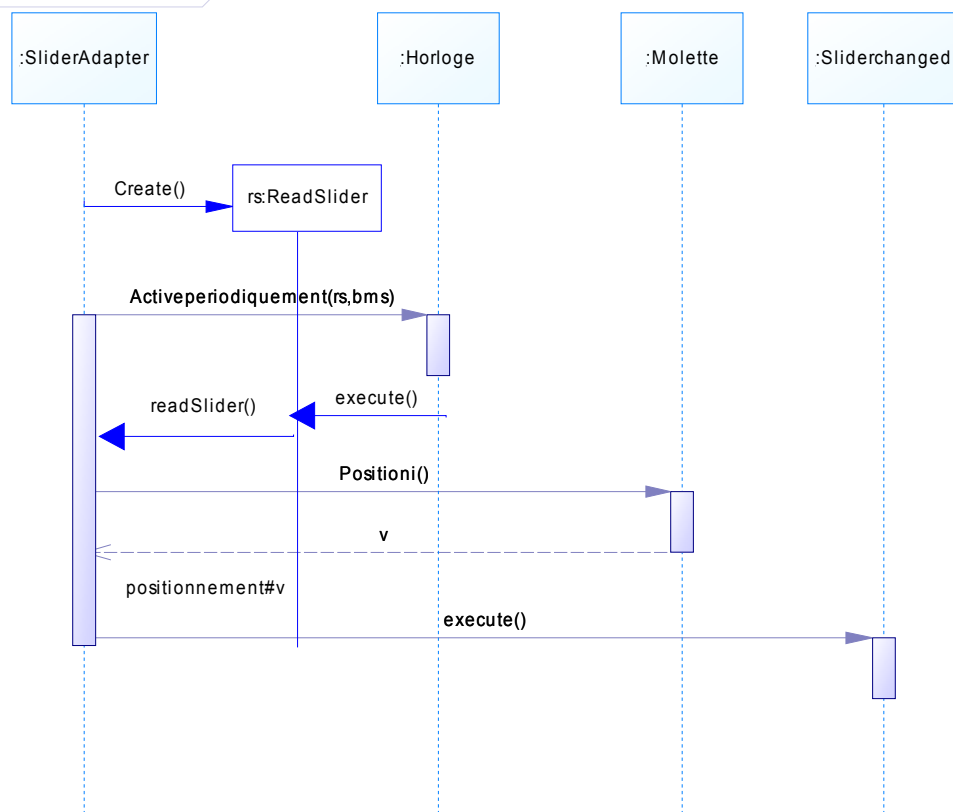 :SliderAdapter
:Horloge
:Molette
:Sliderchanged
Create()
rs:ReadSlider
Activeperiodiquement(rs,bms)
execute()
readSlider()
Positioni()
v
positionnement#v
execute()